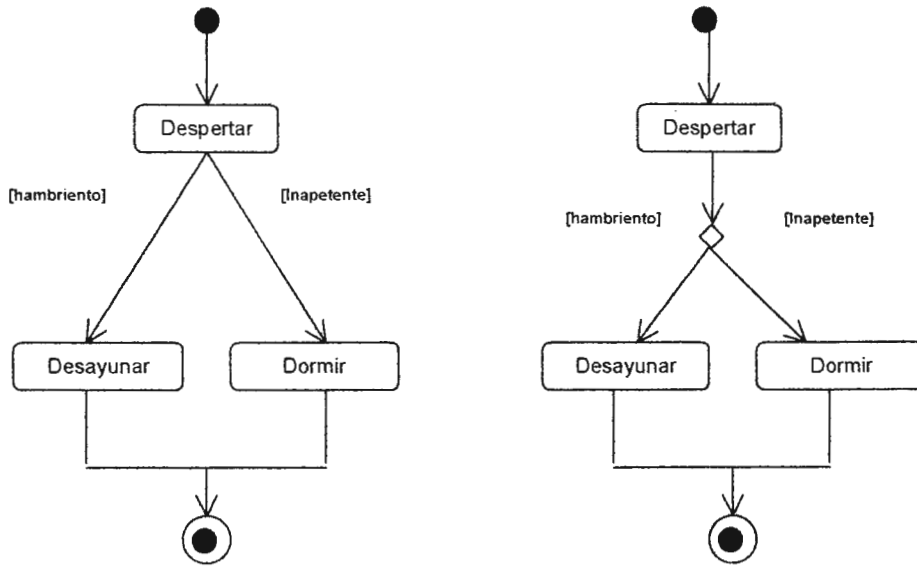 Despertar
[hambriento]
[Inapetente]
Desayunar
Dormir
Despertar
[hambriento]
[Inapetente]
Desayunar
Dormir